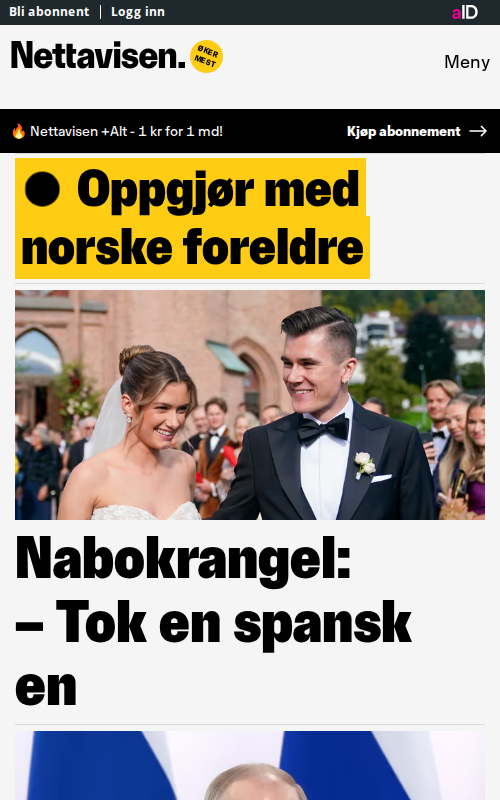 Bli abonnent | Logg inn
aID
Nettavisen.
ØKER
MEST
Meny
Nettavisen +Alt - 1 kr for 1 md!
Kjøp abonnement →
Oppgjør med
norske foreldre
Nabokrangel:
– Tok en spansk
en